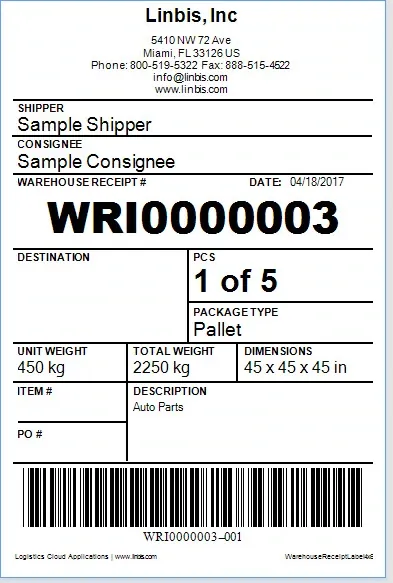 Linbis, Inc
5410 NW 72 Ave
Miami, FL 33126 US
Phone: 800-519-5322 Fax: 888-515-4522
info@linbis.com
www.linbis.com
SHIPPER
Sample Shipper
CONSIGNEE
Sample Consignee
WAREHOUSE RECEIPT # DATE: 04/18/2017
WRI0000003
DESTINATION
PCS
1 of 5
PACKAGE TYPE
Pallet
UNIT WEIGHT TOTAL WEIGHT DIMENSIONS
450 kg 2250 kg 45 x 45 x 45 in
ITEM # DESCRIPTION
Auto Parts
PO #
WRI0000003-001
Logistics Cloud Applications | www.linbis.com WarehouseReceiptLabel4x6